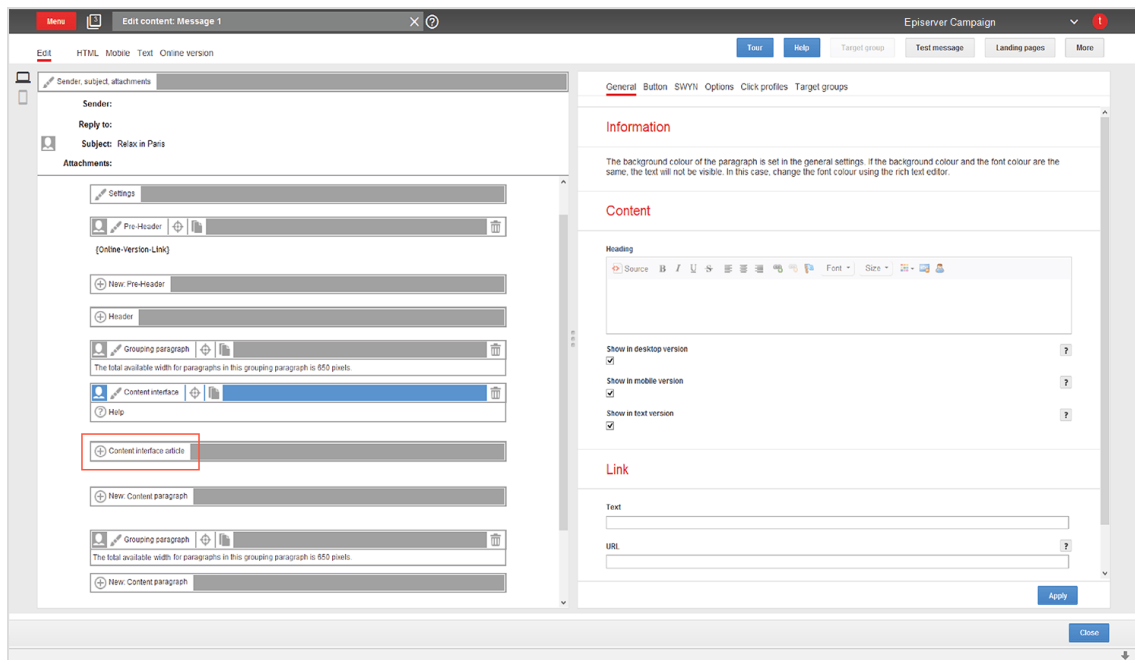 Menu
3
Edit content: Message 1
Episerver Campaign
t
Edit HTML Mobile Text Online version
Tour Help Target group Test message Landing pages More
Sender, subject, attachments
Sender:
Reply to:
Subject: Relax in Paris
Attachments:
Settings
Pre-Header
{Online-Version-Link}
New: Pre-Header
Header
Grouping paragraph
The total available width for paragraphs in this grouping paragraph is 650 pixels.
Content interface
Help
Content interface article
New: Content paragraph
Grouping paragraph
The total available width for paragraphs in this grouping paragraph is 650 pixels.
New: Content paragraph
General Button SWYN Options Click profiles Target groups
Information
The background colour of the paragraph is set in the general settings. If the background colour and the font colour are the
same, the text will not be visible. In this case, change the font colour using the rich text editor.
Content
Heading
Source B I U S Font Size
Show in desktop version
?
Show in mobile version
?
Show in text version
?
Link
Text
URL
?
Apply
Close